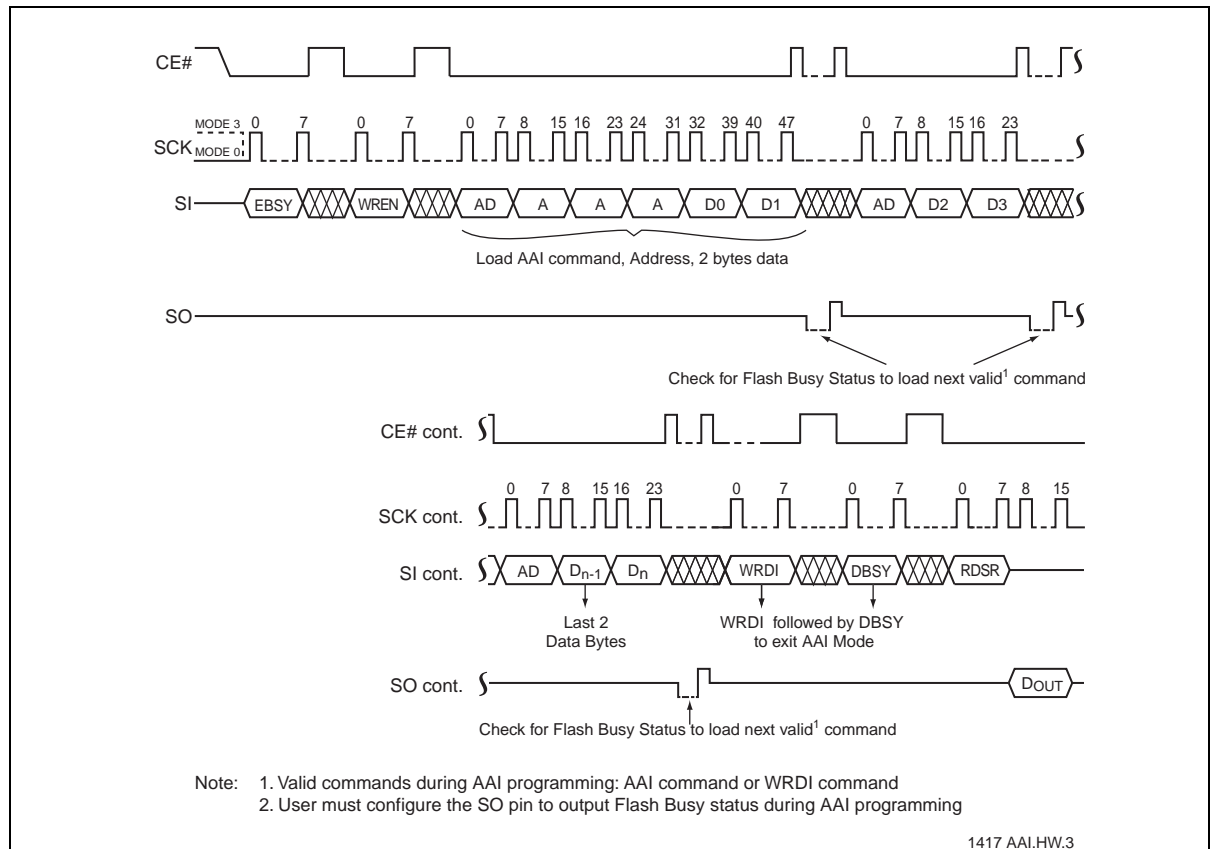 CE#
MODE 3 0 7 0 7 0 7 8 15 16 23 24 31 32 39 40 47 0 7 8 15 16 23
SCK MODE 0
SI EBSY WREN AD A A A D0 D1 AD D2 D3
Load AAI command, Address, 2 bytes data
SO
Check for Flash Busy Status to load next valid1 command
CE# cont.
0 7 8 15 16 23 0 7 0 7 0 7 8 15
SCK cont.
SI cont. AD Dn-1 Dn WRDI DBSY RDSR
Last 2 WRDI followed by DBSY
Data Bytes to exit AAI Mode
SO cont. DOUT
Check for Flash Busy Status to load next valid1 command
Note: 1. Valid commands during AAI programming: AAI command or WRDI command
2. User must configure the SO pin to output Flash Busy status during AAI programming
1417 AAI.HW.3